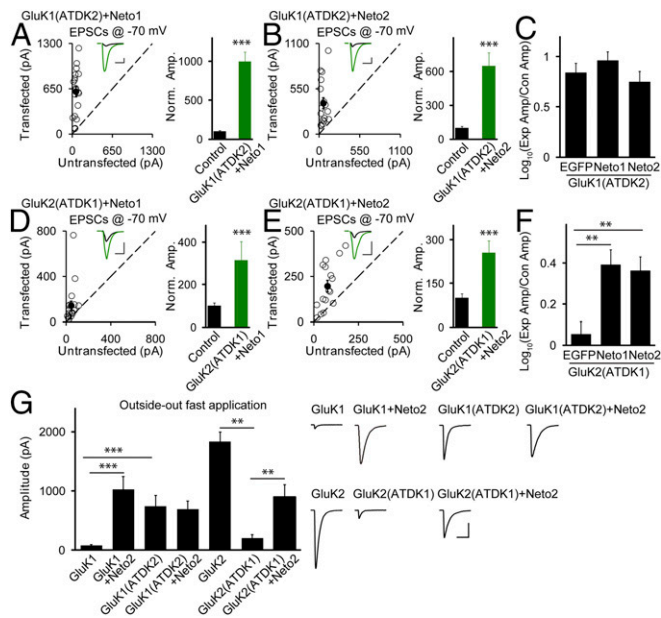 A
GluK1(ATDK2)+Neto1
EPSCs @ -70 mV
Transfected (pA)
1300
650
0
0
650
1300
Untransfected (pA)
Norm. Amp.
1000
500
0
***
Control
GluK1(ATDK2)
+Neto1
B
GluK1(ATDK2)+Neto2
EPSCs @ -70 mV
Transfected (pA)
1100
550
0
0
550
1100
Untransfected (pA)
Norm. Amp.
600
300
0
***
Control
GluK1(ATDK2)
+Neto2
C
Log10(Exp Amp/Con Amp)
1
0.5
0
EGFP Neto1 Neto2
GluK1(ATDK2)
D
GluK2(ATDK1)+Neto1
EPSCs @ -70 mV
Transfected (pA)
800
400
0
0
400
800
Untransfected (pA)
Norm. Amp.
400
200
0
***
Control
GluK2(ATDK1)
+Neto1
E
GluK2(ATDK1)+Neto2
EPSCs @ -70 mV
Transfected (pA)
500
250
0
0
250
500
Untransfected (pA)
Norm. Amp.
300
150
0
***
Control
GluK2(ATDK1)
+Neto2
F
Log10(Exp Amp/Con Amp)
0.4
0.2
0
**
**
EGFP Neto1 Neto2
GluK2(ATDK1)
G
Outside-out fast application
Amplitude (pA)
2000
1000
0
***
***
**
**
GluK1
GluK1
+Neto2
GluK1(ATDK2)
GluK1(ATDK2)
+Neto2
GluK2
GluK2(ATDK1)
GluK2(ATDK1)
+Neto2
GluK1 GluK1+Neto2 GluK1(ATDK2) GluK1(ATDK2)+Neto2
GluK2 GluK2(ATDK1) GluK2(ATDK1)+Neto2